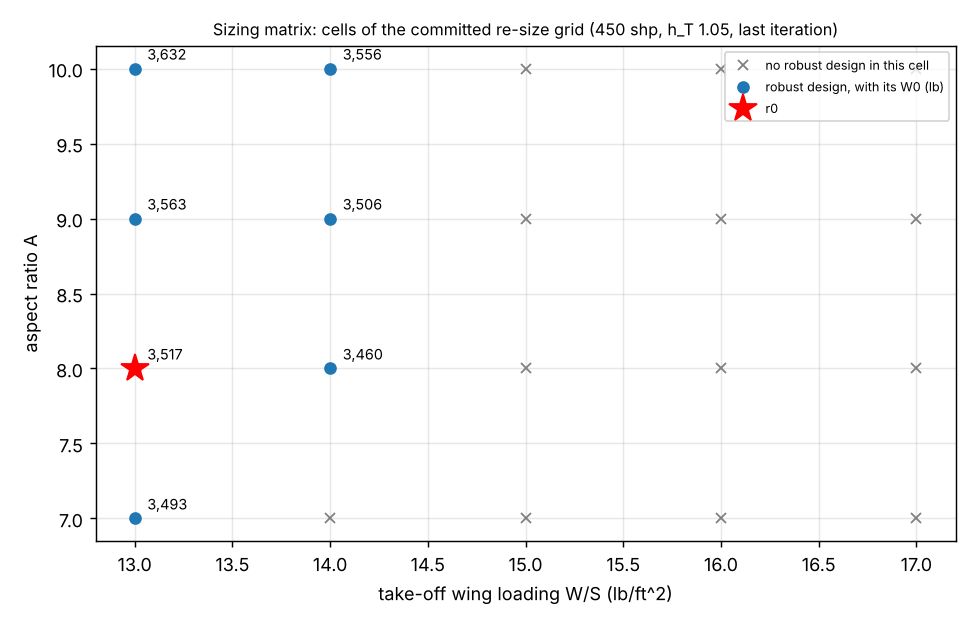 Sizing matrix: cells of the committed re-size grid (450 shp, h_T 1.05, last iteration)
no robust design in this cell
robust design, with its W0 (lb)
r0
3,632
3,556
3,563
3,506
3,517
3,460
3,493
10.0
9.5
9.0
8.5
8.0
7.5
7.0
aspect ratio A
13.0 13.5 14.0 14.5 15.0 15.5 16.0 16.5 17.0
take-off wing loading W/S (lb/ft^2)